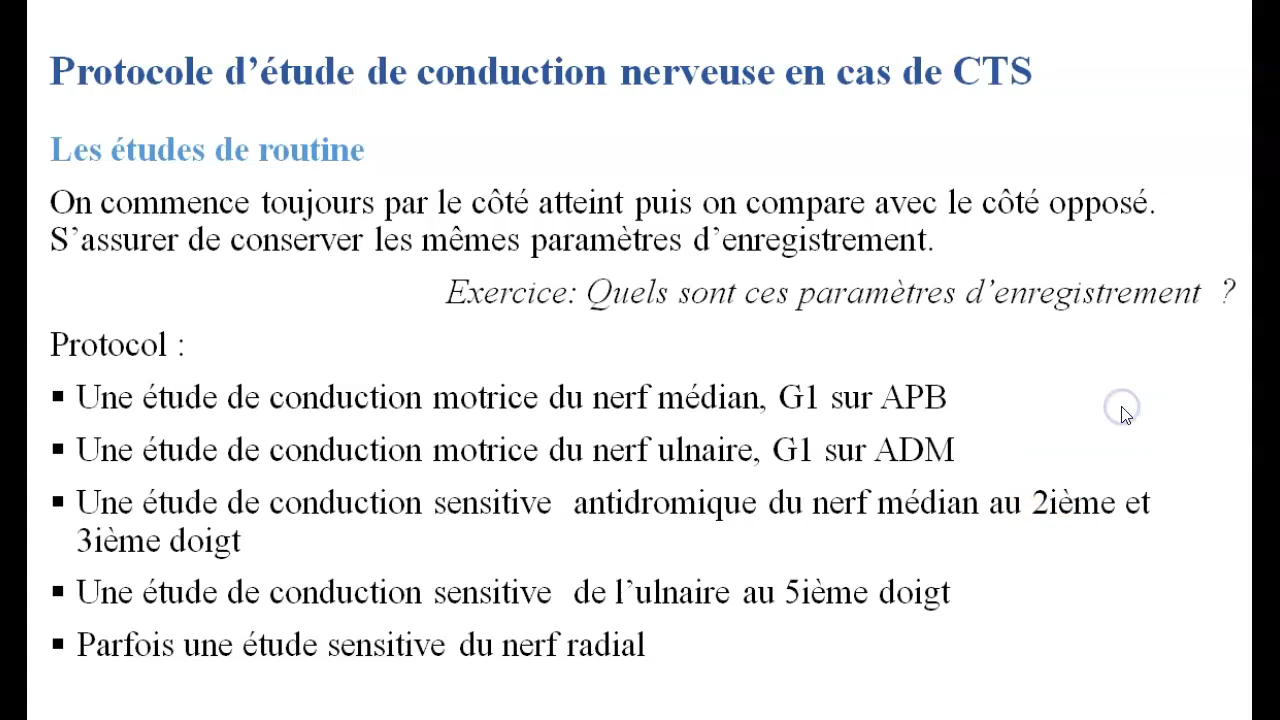 Protocole d’étude de conduction nerveuse en cas de CTS
Les études de routine
On commence toujours par le côté atteint puis on compare avec le côté opposé.
S’assurer de conserver les mêmes paramètres d’enregistrement.
Exercice: Quels sont ces paramètres d’enregistrement ?
Protocol :
▪ Une étude de conduction motrice du nerf médian, G1 sur APB
▪ Une étude de conduction motrice du nerf ulnaire, G1 sur ADM
▪ Une étude de conduction sensitive antidromique du nerf médian au 2ième et
3ième doigt
▪ Une étude de conduction sensitive de l’ulnaire au 5ième doigt
▪ Parfois une étude sensitive du nerf radial